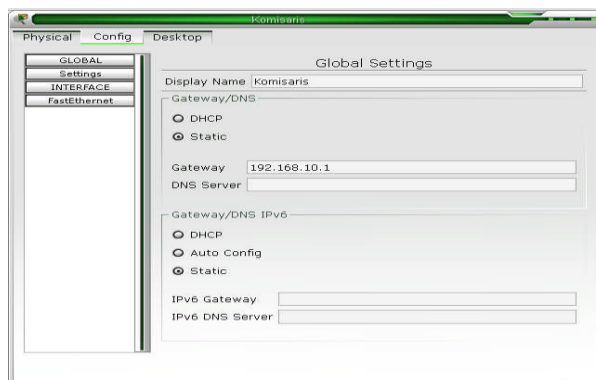 Komisaris
Physical Config Desktop
GLOBAL
Settings
INTERFACE
FastEthernet
Global Settings
Display Name Komisaris
Gateway/DNS
DHCP
Static
Gateway 192.168.10.1
DNS Server
Gateway/DNS IPv6
DHCP
Auto Config
Static
IPv6 Gateway
IPv6 DNS Server